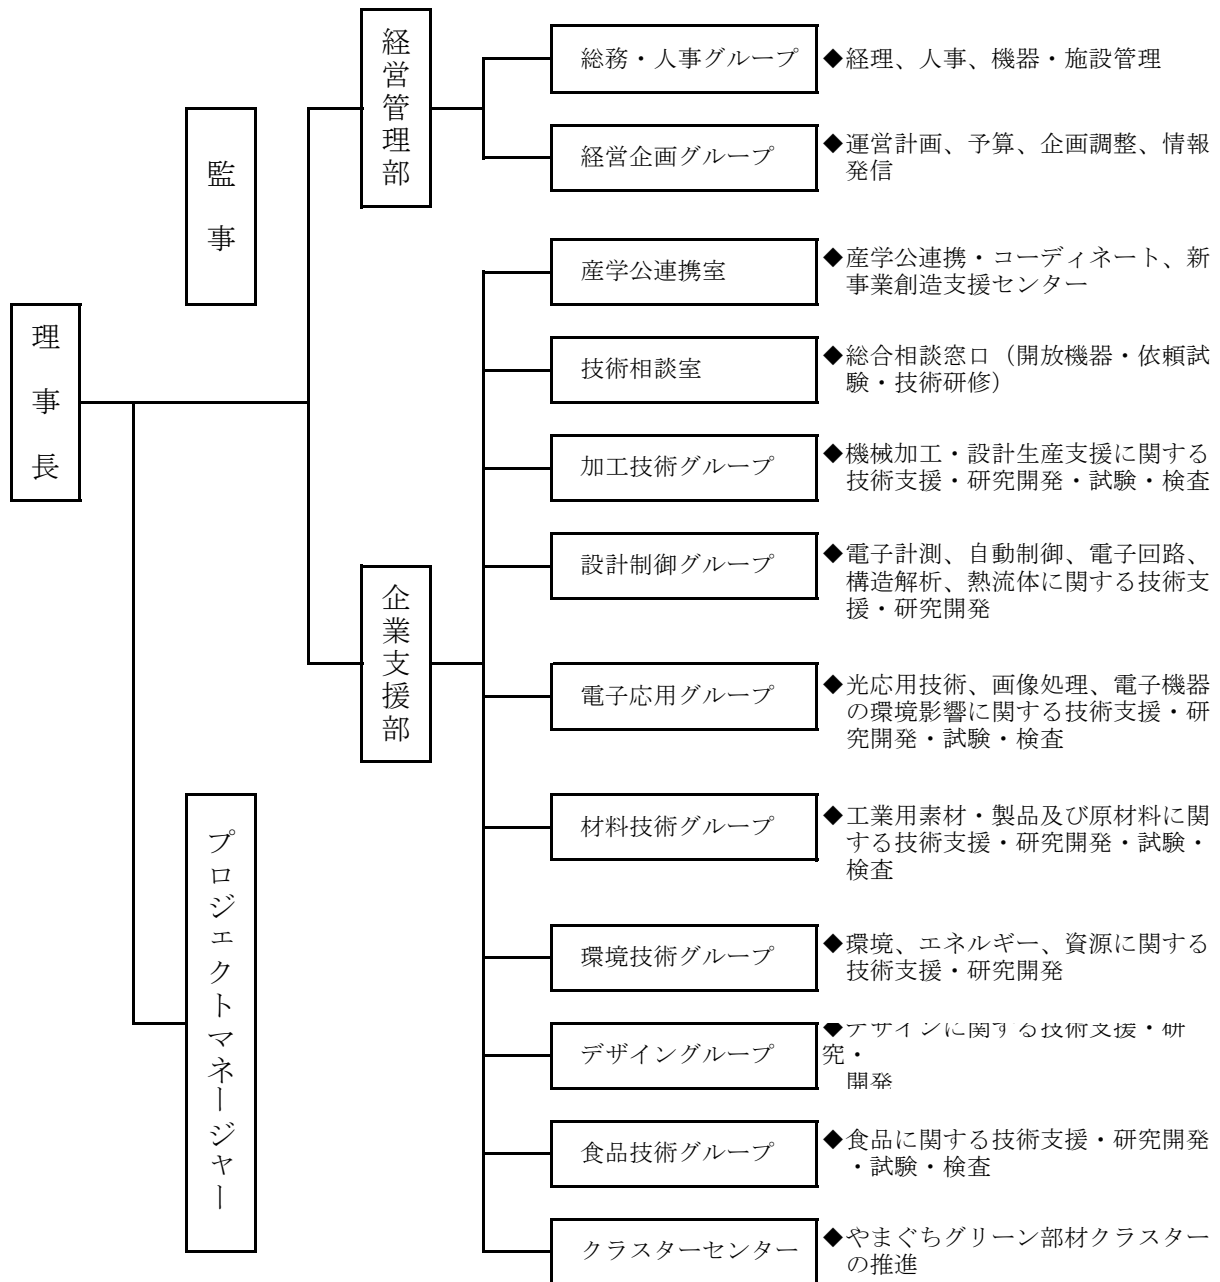 理事長
監事
プロジェクトマネージャー
経営管理部
総務・人事グループ
◆経理、人事、機器・施設管理
経営企画グループ
◆運営計画、予算、企画調整、情報
発信
企業支援部
産学公連携室
◆産学公連携・コーディネート、新
事業創造支援センター
技術相談室
◆総合相談窓口（開放機器・依頼試
験・技術研修）
加工技術グループ
◆機械加工・設計生産支援に関する
技術支援・研究開発・試験・検査
設計制御グループ
◆電子計測、自動制御、電子回路、
構造解析、熱流体に関する技術支
援・研究開発
電子応用グループ
◆光応用技術、画像処理、電子機器
の環境影響に関する技術支援・研
究開発・試験・検査
材料技術グループ
◆工業用素材・製品及び原材料に関
する技術支援・研究開発・試験・
検査
環境技術グループ
◆環境、エネルギー、資源に関する
技術支援・研究開発
デザイングループ
◆デザインに関する技術支援・研
究・
開発
食品技術グループ
◆食品に関する技術支援・研究開発
・試験・検査
クラスターセンター
◆やまぐちグリーン部材クラスター
の推進